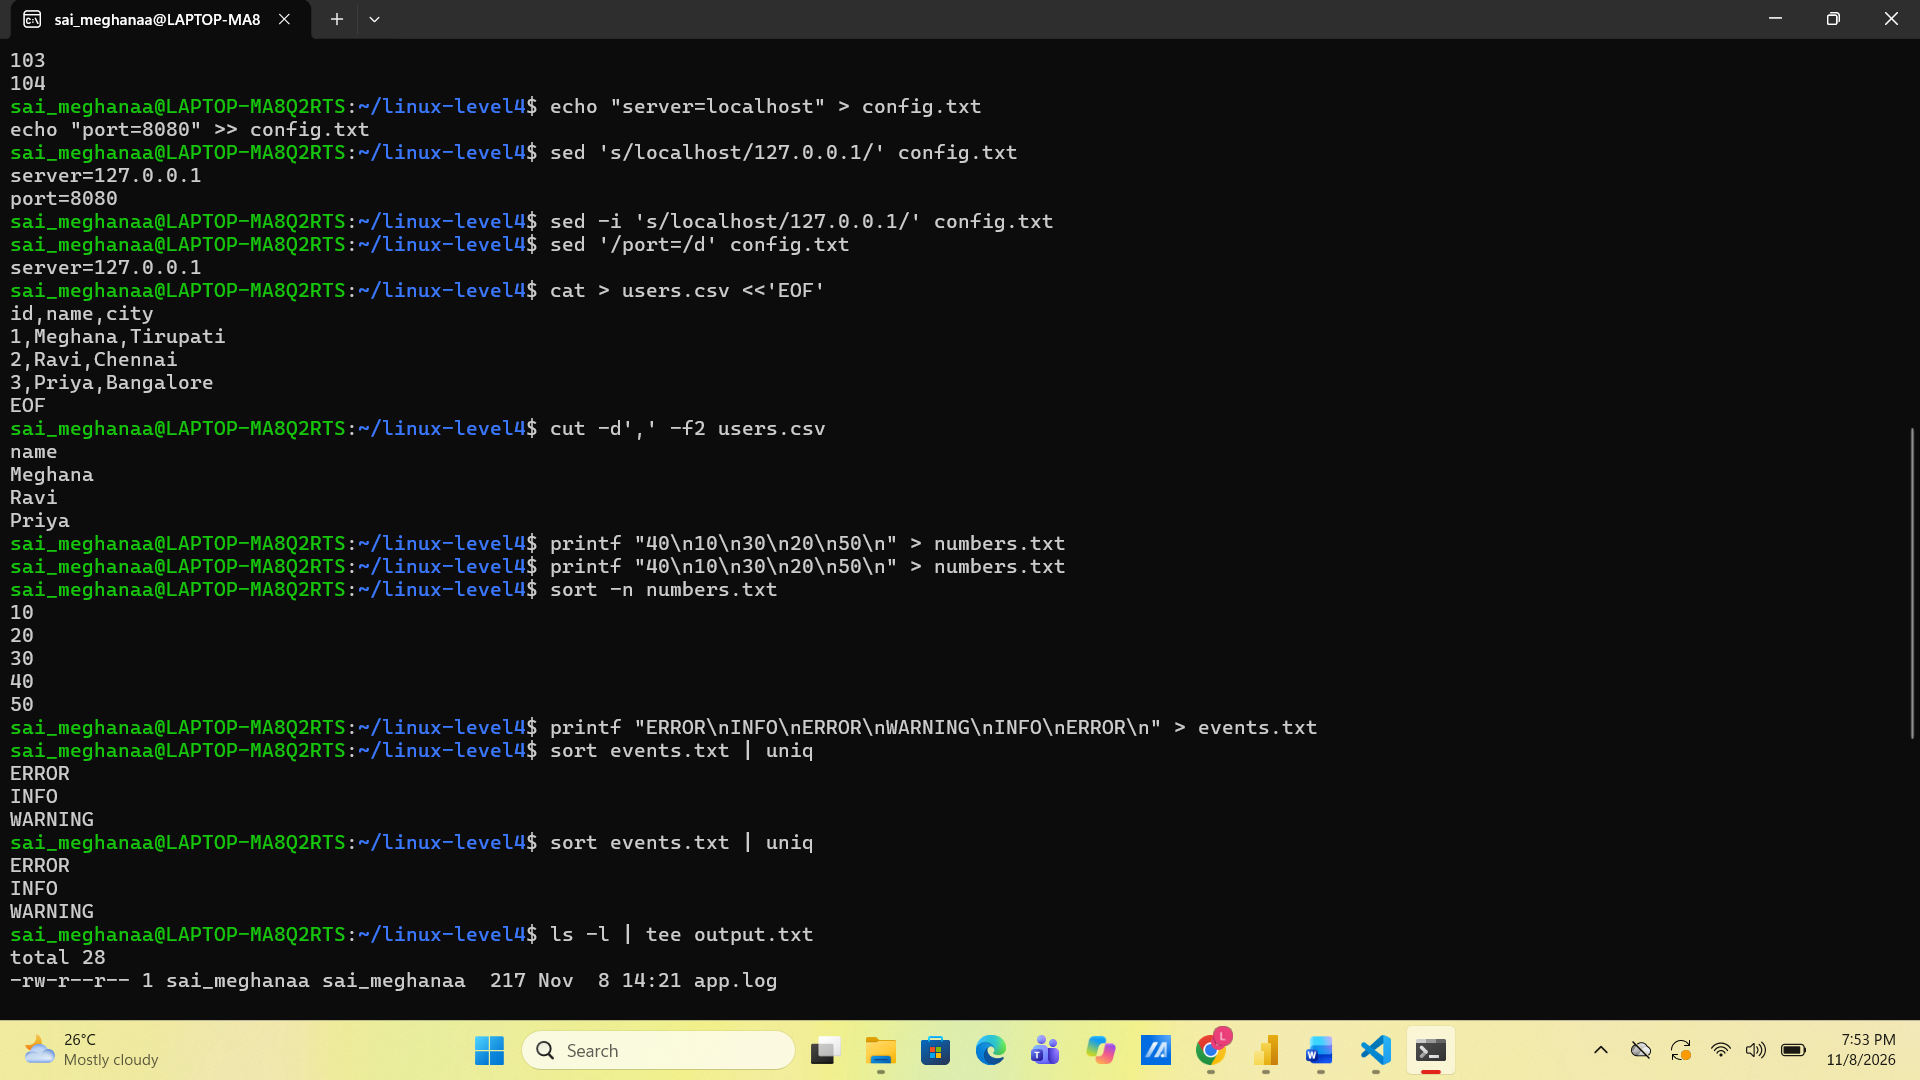 sai_meghanaa@LAPTOP-MA8
103
104
sai_meghanaa@LAPTOP-MA8Q2RTS:~/linux-level4$ echo "server=localhost" > config.txt
echo "port=8080" >> config.txt
sai_meghanaa@LAPTOP-MA8Q2RTS:~/linux-level4$ sed 's/localhost/127.0.0.1/' config.txt
server=127.0.0.1
port=8080
sai_meghanaa@LAPTOP-MA8Q2RTS:~/linux-level4$ sed -i 's/localhost/127.0.0.1/' config.txt
sai_meghanaa@LAPTOP-MA8Q2RTS:~/linux-level4$ sed '/port=/d' config.txt
server=127.0.0.1
sai_meghanaa@LAPTOP-MA8Q2RTS:~/linux-level4$ cat > users.csv <<'EOF'
id,name,city
1,Meghana,Tirupati
2,Ravi,Chennai
3,Priya,Bangalore
EOF
sai_meghanaa@LAPTOP-MA8Q2RTS:~/linux-level4$ cut -d',' -f2 users.csv
name
Meghana
Ravi
Priya
sai_meghanaa@LAPTOP-MA8Q2RTS:~/linux-level4$ printf "40\n10\n30\n20\n50\n" > numbers.txt
sai_meghanaa@LAPTOP-MA8Q2RTS:~/linux-level4$ printf "40\n10\n30\n20\n50\n" > numbers.txt
sai_meghanaa@LAPTOP-MA8Q2RTS:~/linux-level4$ sort -n numbers.txt
10
20
30
40
50
sai_meghanaa@LAPTOP-MA8Q2RTS:~/linux-level4$ printf "ERROR\nINFO\nERROR\nWARNING\nINFO\nERROR\n" > events.txt
sai_meghanaa@LAPTOP-MA8Q2RTS:~/linux-level4$ sort events.txt | uniq
ERROR
INFO
WARNING
sai_meghanaa@LAPTOP-MA8Q2RTS:~/linux-level4$ sort events.txt | uniq
ERROR
INFO
WARNING
sai_meghanaa@LAPTOP-MA8Q2RTS:~/linux-level4$ ls -l | tee output.txt
total 28
-rw-r--r-- 1 sai_meghanaa sai_meghanaa  217 Nov  8 14:21 app.log
26°C
Mostly cloudy
Search
L
7:53 PM
11/8/2026